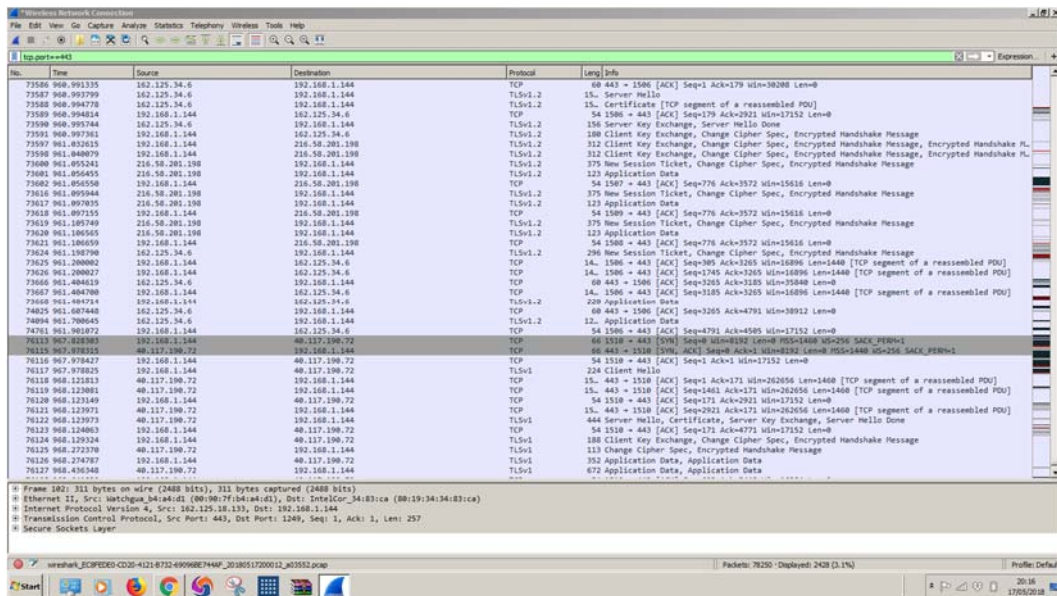 *Wireless Network Connection
File Edit View Go Capture Analyze Statistics Telephony Wireless Tools Help
tcp.port==443 Expression... +
No. Time Source Destination Protocol Leng Info
73586 960.991335 162.125.34.6 192.168.1.144 TCP 60 443 → 1506 [ACK] Seq=1 Ack=179 Win=30208 Len=0
73587 960.993799 162.125.34.6 192.168.1.144 TLSv1.2 15... Server Hello
73588 960.994778 162.125.34.6 192.168.1.144 TLSv1.2 15... Certificate [TCP segment of a reassembled PDU]
73589 960.994814 192.168.1.144 162.125.34.6 TCP 54 1506 → 443 [ACK] Seq=179 Ack=2921 Win=17152 Len=0
73590 960.995744 162.125.34.6 192.168.1.144 TLSv1.2 156 Server Key Exchange, Server Hello Done
73591 960.997361 192.168.1.144 162.125.34.6 TLSv1.2 180 Client Key Exchange, Change Cipher Spec, Encrypted Handshake Message
73597 961.032615 192.168.1.144 216.58.201.198 TLSv1.2 312 Client Key Exchange, Change Cipher Spec, Encrypted Handshake Message, Encrypted Handshake M...
73598 961.040079 192.168.1.144 216.58.201.198 TLSv1.2 312 Client Key Exchange, Change Cipher Spec, Encrypted Handshake Message, Encrypted Handshake M...
73600 961.055241 216.58.201.198 192.168.1.144 TLSv1.2 375 New Session Ticket, Change Cipher Spec, Encrypted Handshake Message
73601 961.056455 216.58.201.198 192.168.1.144 TLSv1.2 123 Application Data
73602 961.056550 192.168.1.144 216.58.201.198 TCP 54 1507 → 443 [ACK] Seq=776 Ack=3572 Win=15616 Len=0
73616 961.095944 216.58.201.198 192.168.1.144 TLSv1.2 375 New Session Ticket, Change Cipher Spec, Encrypted Handshake Message
73617 961.097035 216.58.201.198 192.168.1.144 TLSv1.2 123 Application Data
73618 961.097155 192.168.1.144 216.58.201.198 TCP 54 1509 → 443 [ACK] Seq=776 Ack=3572 Win=15616 Len=0
73619 961.105749 216.58.201.198 192.168.1.144 TLSv1.2 375 New Session Ticket, Change Cipher Spec, Encrypted Handshake Message
73620 961.106565 216.58.201.198 192.168.1.144 TLSv1.2 123 Application Data
73621 961.106659 192.168.1.144 216.58.201.198 TCP 54 1508 → 443 [ACK] Seq=776 Ack=3572 Win=15616 Len=0
73624 961.198790 162.125.34.6 192.168.1.144 TLSv1.2 296 New Session Ticket, Change Cipher Spec, Encrypted Handshake Message
73625 961.200002 192.168.1.144 162.125.34.6 TCP 14... 1506 → 443 [ACK] Seq=305 Ack=3265 Win=16896 Len=1440 [TCP segment of a reassembled PDU]
73626 961.200027 192.168.1.144 162.125.34.6 TCP 14... 1506 → 443 [ACK] Seq=1745 Ack=3265 Win=16896 Len=1440 [TCP segment of a reassembled PDU]
73666 961.404619 162.125.34.6 192.168.1.144 TCP 60 443 → 1506 [ACK] Seq=3265 Ack=3185 Win=35840 Len=0
73667 961.404700 192.168.1.144 162.125.34.6 TCP 14... 1506 → 443 [ACK] Seq=3185 Ack=3265 Win=16896 Len=1440 [TCP segment of a reassembled PDU]
73668 961.404714 192.168.1.144 162.125.34.6 TLSv1.2 220 Application Data
74025 961.607448 162.125.34.6 192.168.1.144 TCP 60 443 → 1506 [ACK] Seq=3265 Ack=4791 Win=38912 Len=0
74094 961.700645 162.125.34.6 192.168.1.144 TLSv1.2 12... Application Data
74761 961.901072 192.168.1.144 162.125.34.6 TCP 54 1506 → 443 [ACK] Seq=4791 Ack=4505 Win=17152 Len=0
76113 967.828303 192.168.1.144 40.117.190.72 TCP 66 1510 → 443 [SYN] Seq=0 Win=8192 Len=0 MSS=1460 WS=256 SACK_PERM=1
76115 967.978315 40.117.190.72 192.168.1.144 TCP 66 443 → 1510 [SYN, ACK] Seq=0 Ack=1 Win=8192 Len=0 MSS=1440 WS=256 SACK_PERM=1
76116 967.978427 192.168.1.144 40.117.190.72 TCP 54 1510 → 443 [ACK] Seq=1 Ack=1 Win=17152 Len=0
76117 967.978825 192.168.1.144 40.117.190.72 TLSv1 224 Client Hello
76118 968.121813 40.117.190.72 192.168.1.144 TCP 15... 443 → 1510 [ACK] Seq=1 Ack=171 Win=262656 Len=1460 [TCP segment of a reassembled PDU]
76119 968.123081 40.117.190.72 192.168.1.144 TCP 15... 443 → 1510 [ACK] Seq=1461 Ack=171 Win=262656 Len=1460 [TCP segment of a reassembled PDU]
76120 968.123149 192.168.1.144 40.117.190.72 TCP 54 1510 → 443 [ACK] Seq=171 Ack=2921 Win=17152 Len=0
76121 968.123971 40.117.190.72 192.168.1.144 TCP 15... 443 → 1510 [ACK] Seq=2921 Ack=171 Win=262656 Len=1460 [TCP segment of a reassembled PDU]
76122 968.123973 40.117.190.72 192.168.1.144 TLSv1 444 Server Hello, Certificate, Server Key Exchange, Server Hello Done
76123 968.124063 192.168.1.144 40.117.190.72 TCP 54 1510 → 443 [ACK] Seq=171 Ack=4771 Win=17152 Len=0
76124 968.129324 192.168.1.144 40.117.190.72 TLSv1 188 Client Key Exchange, Change Cipher Spec, Encrypted Handshake Message
76125 968.272370 40.117.190.72 192.168.1.144 TLSv1 113 Change Cipher Spec, Encrypted Handshake Message
76126 968.274787 192.168.1.144 40.117.190.72 TLSv1 352 Application Data, Application Data
76127 968.436348 40.117.190.72 192.168.1.144 TLSv1 672 Application Data, Application Data
Frame 102: 311 bytes on wire (2488 bits), 311 bytes captured (2488 bits)
Ethernet II, Src: Watchgua_b4:a4:d1 (00:90:7f:b4:a4:d1), Dst: IntelCor_34:83:ca (80:19:34:34:83:ca)
Internet Protocol Version 4, Src: 162.125.18.133, Dst: 192.168.1.144
Transmission Control Protocol, Src Port: 443, Dst Port: 1249, Seq: 1, Ack: 1, Len: 257
Secure Sockets Layer
wireshark_EC8FEDE0-CD20-4121-B732-69096BE744AF_20180517200012_a03552.pcap Packets: 78250 · Displayed: 2428 (3.1%) Profile: Defau
Start 20:16
17/05/2018